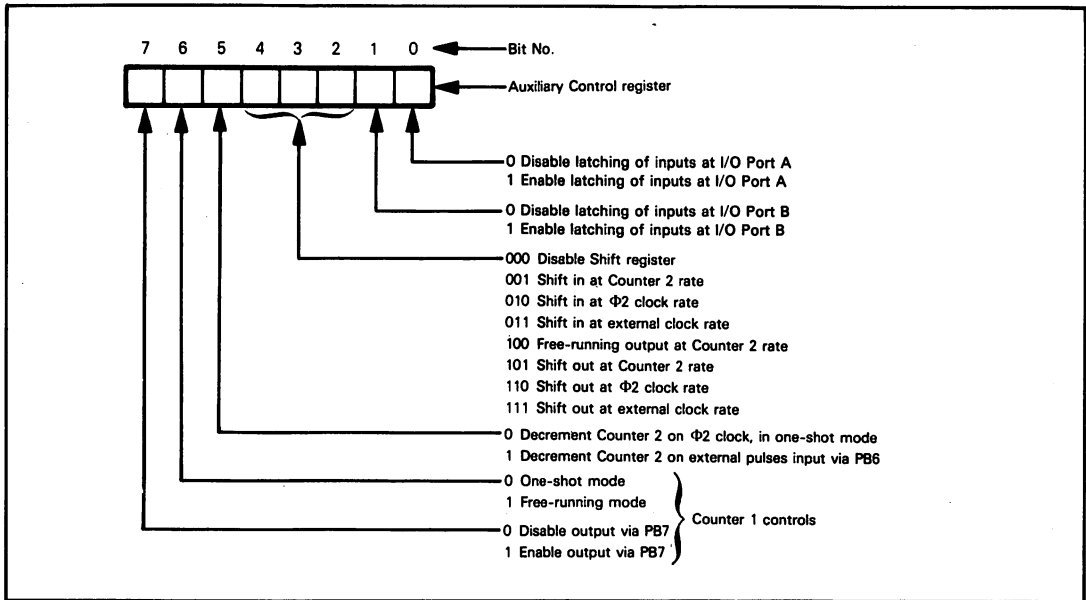 7 6 5 4 3 2 1 0 Bit No.
Auxiliary Control register
0 Disable latching of inputs at I/O Port A
1 Enable latching of inputs at I/O Port A
0 Disable latching of inputs at I/O Port B
1 Enable latching of inputs at I/O Port B
000 Disable Shift register
001 Shift in at Counter 2 rate
010 Shift in at Φ2 clock rate
011 Shift in at external clock rate
100 Free-running output at Counter 2 rate
101 Shift out at Counter 2 rate
110 Shift out at Φ2 clock rate
111 Shift out at external clock rate
0 Decrement Counter 2 on Φ2 clock, in one-shot mode
1 Decrement Counter 2 on external pulses input via PB6
0 One-shot mode
1 Free-running mode
Counter 1 controls
0 Disable output via PB7
1 Enable output via PB7